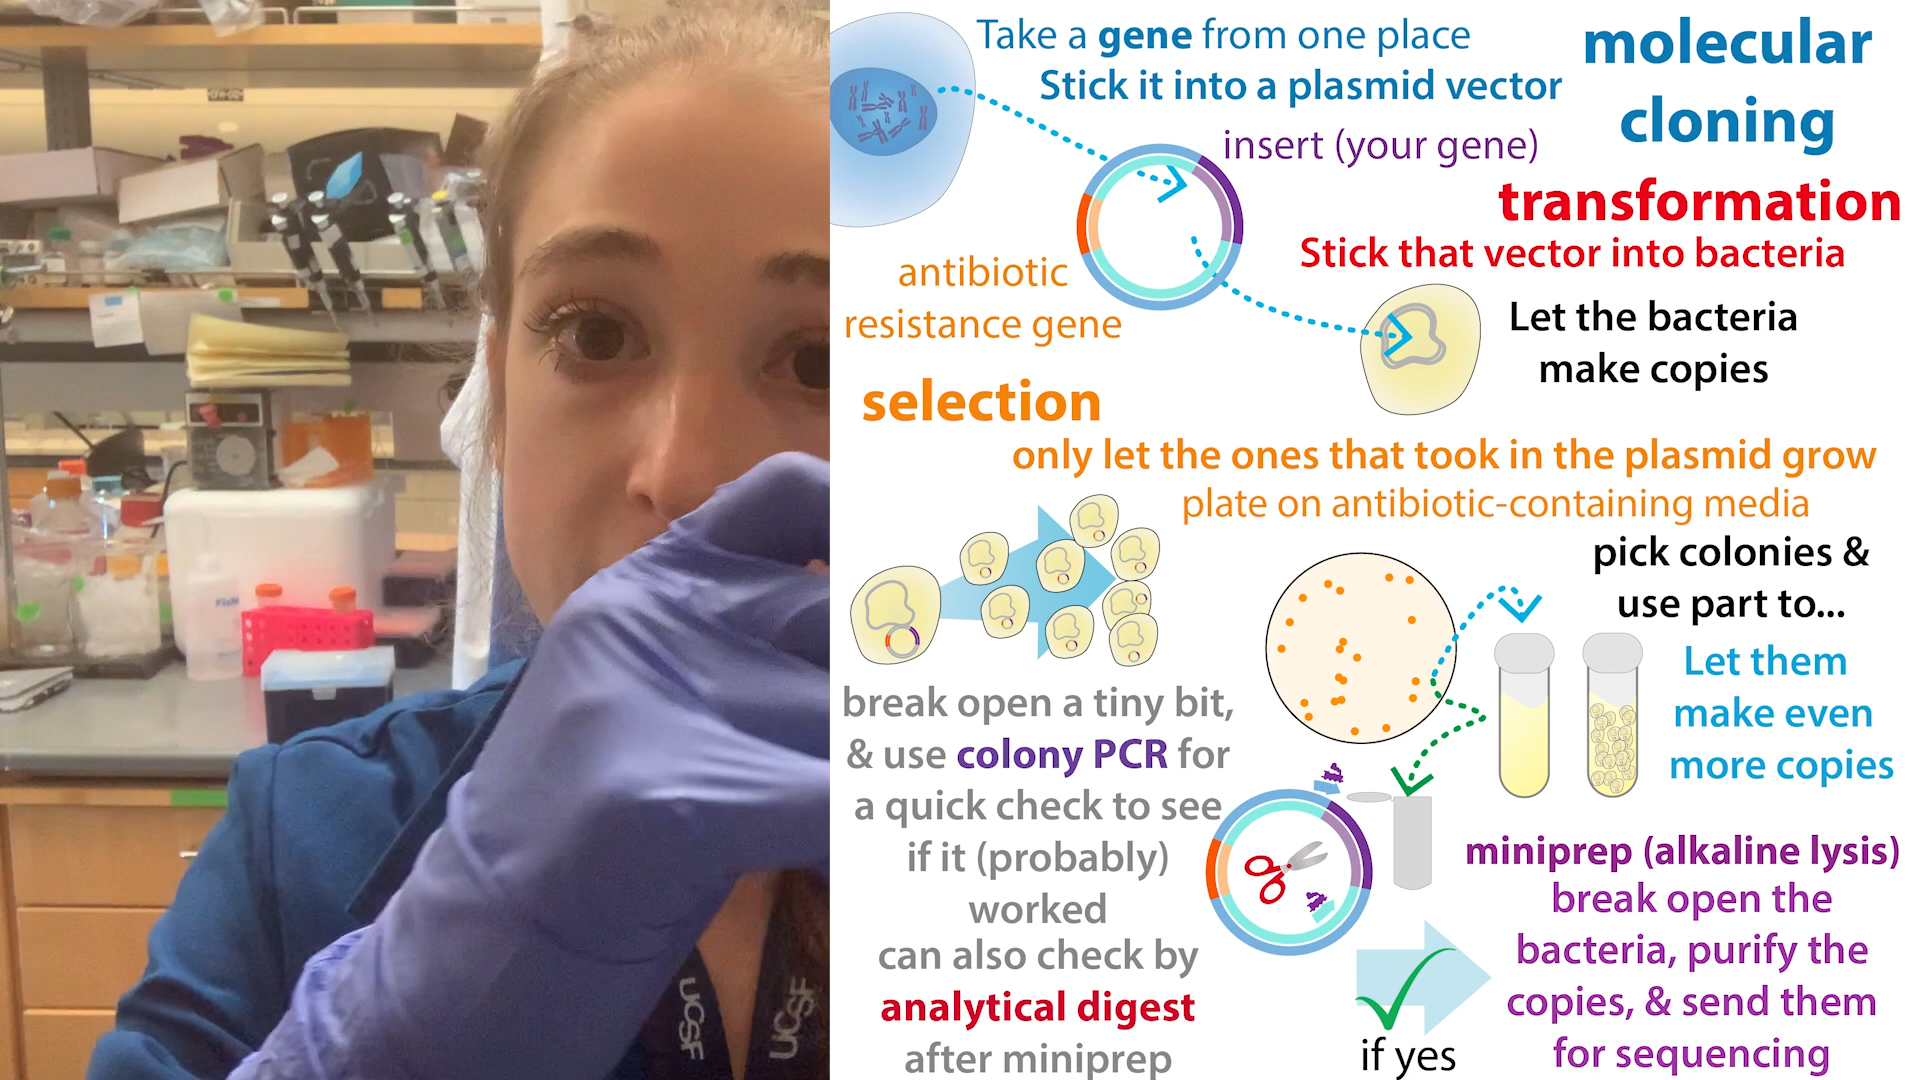 Take a gene from one place
Stick it into a plasmid vector
molecular
cloning
insert (your gene)
transformation
Stick that vector into bacteria
antibiotic
resistance gene
Let the bacteria
make copies
selection
only let the ones that took in the plasmid grow
plate on antibiotic-containing media
pick colonies &
use part to...
Let them
make even
more copies
break open a tiny bit,
& use colony PCR for
a quick check to see
if it (probably)
worked
can also check by
analytical digest
after miniprep
miniprep (alkaline lysis)
break open the
bacteria, purify the
copies, & send them
for sequencing
if yes
UCSF
UCSF